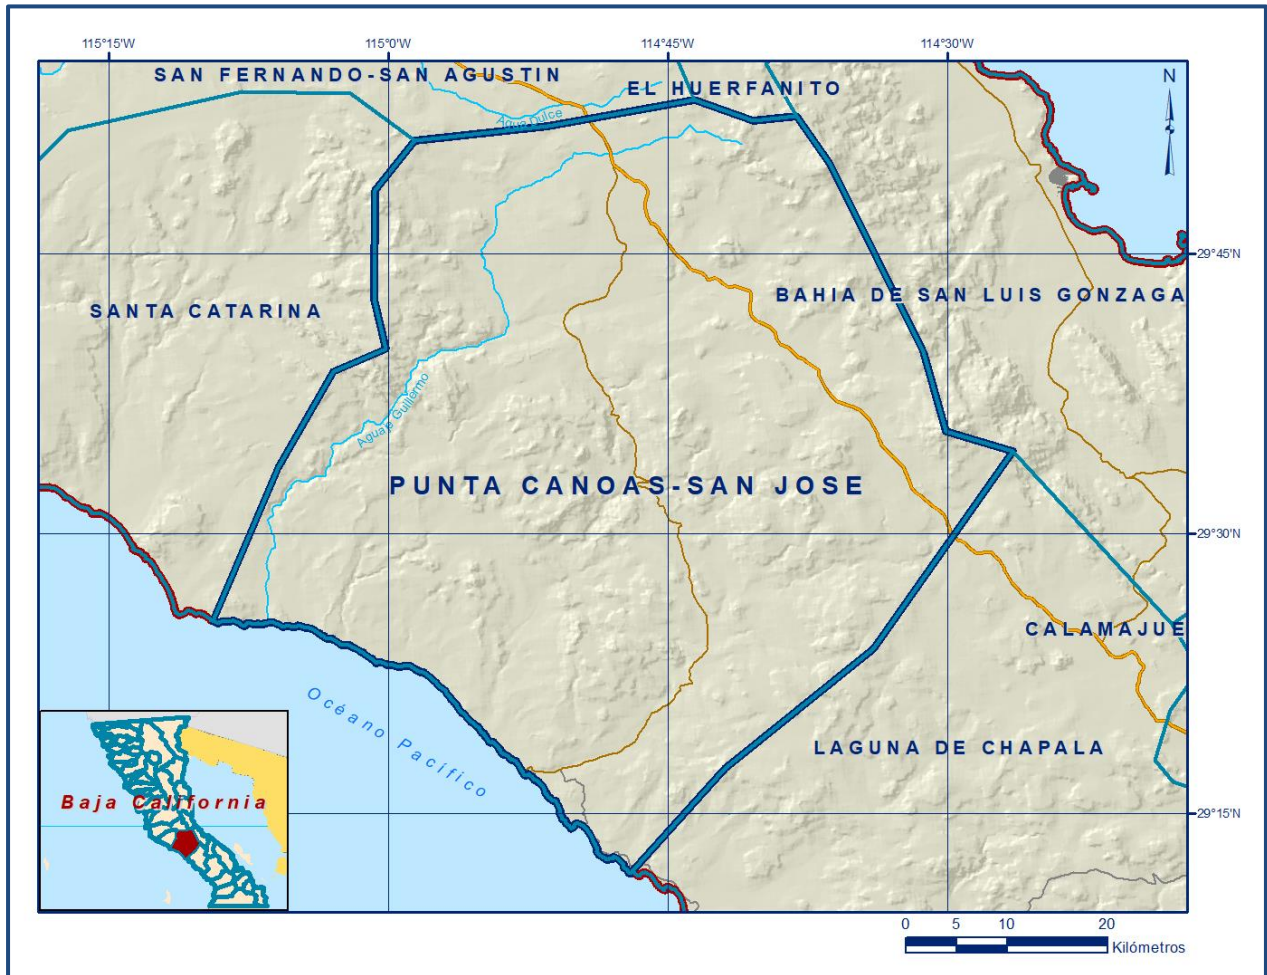 115°15'W
115°0'W
114°45'W
114°30'W
SAN FERNANDO-SAN AGUSTIN
EL HUERFANITO
N
Agua Dulce
29°45'N
BAHIA DE SAN LUIS GONZAGA
SANTA CATARINA
Aguaje Guillermo
PUNTA CANOAS-SAN JOSE
29°30'N
CALAMAJUE
Océano Pacífico
LAGUNA DE CHAPALA
Baja California
29°15'N
0 5 10 20
Kilómetros